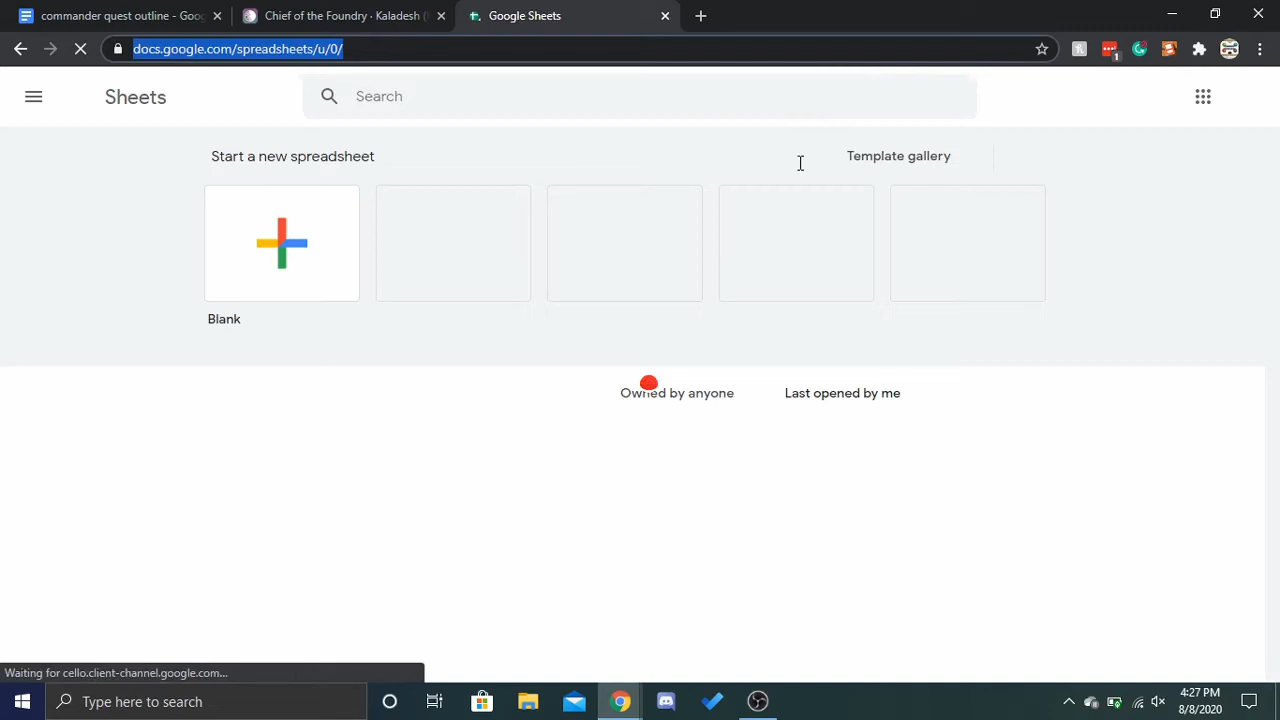 commander quest outline - Goog
Chief of the Foundry · Kaladesh (
Google Sheets
docs.google.com/spreadsheets/u/0/
1
Sheets
Search
Start a new spreadsheet
Template gallery
Blank
Owned by anyone
Last opened by me
Waiting for cello.client-channel.google.com...
Type here to search
4:27 PM
8/8/2020